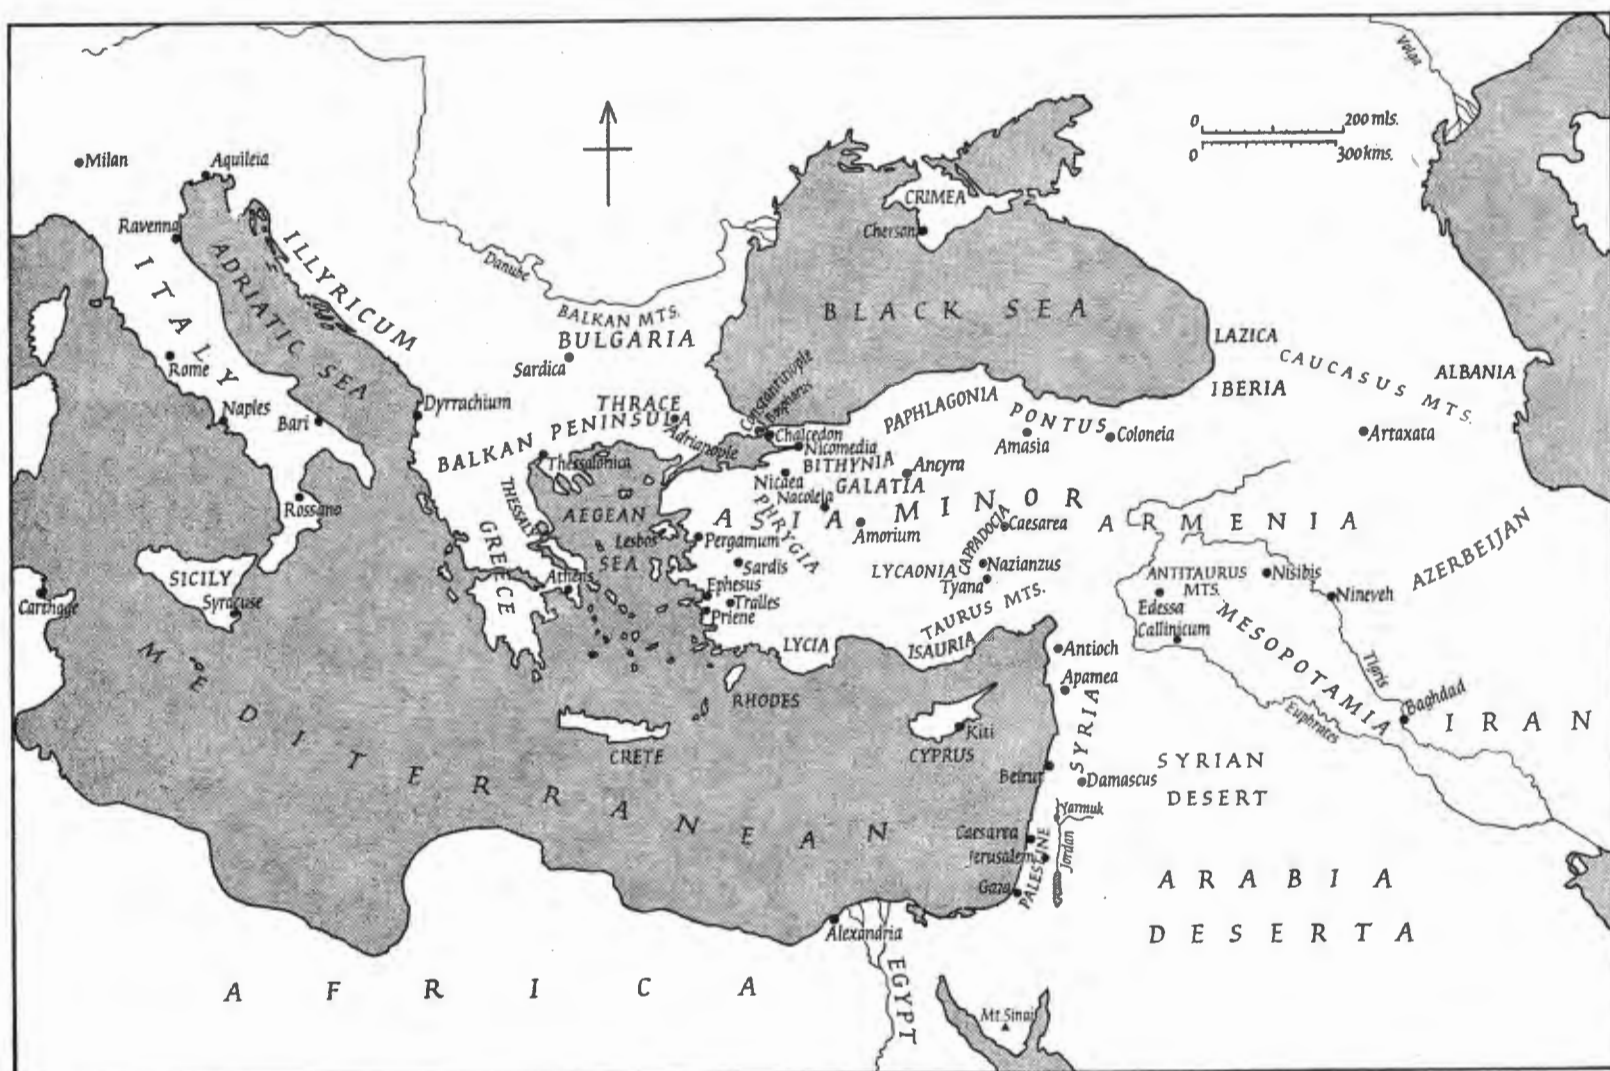 Volga
0 200 mls.
0 300 kms.
Milan
Aquileia
CRIMEA
Cherson
Ravenna
ILLYRICUM
ITALY
ADRIATIC SEA
Danube
BALKAN MTS.
BULGARIA
BLACK SEA
LAZICA
CAUCASUS MTS.
ALBANIA
IBERIA
Rome
Sardica
Naples
Bari
Dyrrachium
THRACE
BALKAN PENINSULA
Adrianople
Constantinople
Bosphorus
Chalcedon
Nicomedia
PAPHLAGONIA
PONTUS
Amasia
Coloneia
Artaxata
Thessalonica
BITHYNIA
Nicaea
Ancyra
GALATIA
Nacoleia
PHRYGIA
ASIA MINOR
ARMENIA
Rossano
THESSALY
GREECE
AEGEAN
SEA
Lesbos
Pergamum
Amorium
CAPPADOCIA
Caesarea
AZERBEIJAN
SICILY
Syracuse
Carthage
Athens
Sardis
Ephesus
Tralles
Priene
LYCAONIA
Nazianzus
Tyana
TAURUS MTS.
ANTITAURUS
MTS.
Nisibis
Nineveh
Edessa
Callinicum
MESOPOTAMIA
LYCIA
ISAURIA
Antioch
Apamea
Tigris
Baghdad
Euphrates
IRAN
MEDITERRANEAN
RHODES
CRETE
Kiti
CYPRUS
SYRIA
Beirut
Damascus
SYRIAN
DESERT
Yarmuk
Caesarea
Jerusalem
PALESTINE
Jordan
Gaza
ARABIA
DESERTA
Alexandria
AFRICA
EGYPT
Mt. Sinai